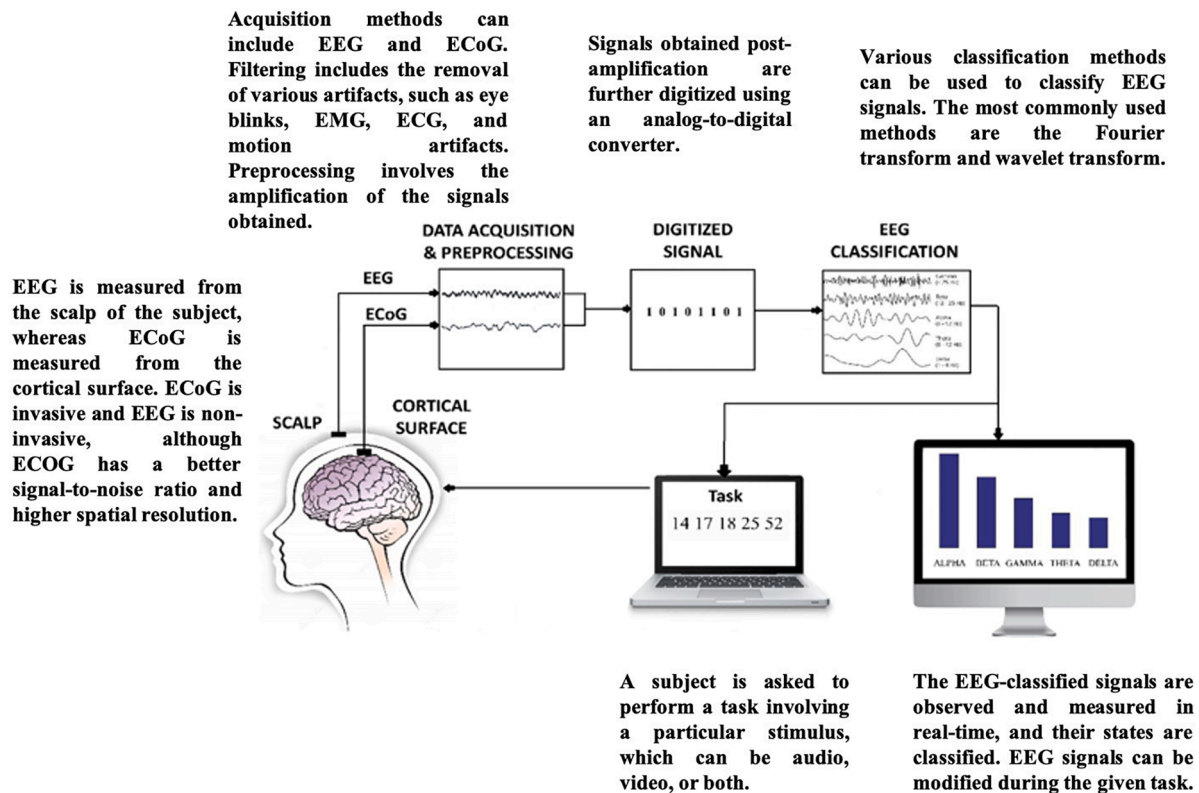 Acquisition methods can
include EEG and ECoG.
Filtering includes the removal
of various artifacts, such as eye
blinks, EMG, ECG, and
motion artifacts.
Preprocessing involves the
amplification of the signals
obtained.
Signals obtained post-
amplification are
further digitized using
an analog-to-digital
converter.
Various classification methods
can be used to classify EEG
signals. The most commonly used
methods are the Fourier
transform and wavelet transform.
DATA ACQUISITION
& PREPROCESSING
DIGITIZED
SIGNAL
EEG
CLASSIFICATION
EEG
ECoG
1 0 1 0 1 1 0 1
EEG is measured from
the scalp of the subject,
whereas ECoG is
measured from the
cortical surface. ECoG is
invasive and EEG is non-
invasive, although
ECOG has a better
signal-to-noise ratio and
higher spatial resolution.
SCALP
CORTICAL
SURFACE
Task
14 17 18 25 52
ALPHA BETA GAMMA THETA DELTA
A subject is asked to
perform a task involving
a particular stimulus,
which can be audio,
video, or both.
The EEG-classified signals are
observed and measured in
real-time, and their states are
classified. EEG signals can be
modified during the given task.